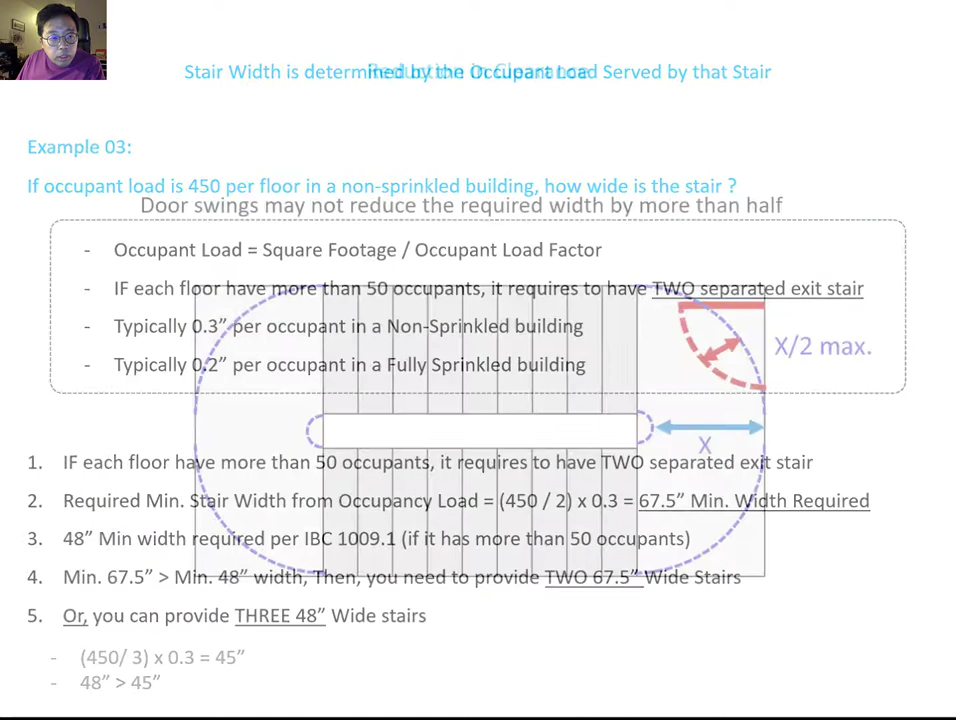 Stair Width is determined by the Occupant Load Served by that Stair
Reduction in Clearance
Example 03:
If occupant load is 450 per floor in a non-sprinkled building, how wide is the stair ?
Door swings may not reduce the required width by more than half
- Occupant Load = Square Footage / Occupant Load Factor
- IF each floor have more than 50 occupants, it requires to have TWO separated exit stair
- Typically 0.3” per occupant in a Non-Sprinkled building
Typically 0.2” per occupant in a Fully Sprinkled building
X/2 max.
X
1. IF each floor have more than 50 occupants, it requires to have TWO separated exit stair
2. Required Min. Stair Width from Occupancy Load = (450 / 2) x 0.3 = 67.5” Min. Width Required
3. 48” Min width required per IBC 1009.1 (if it has more than 50 occupants)
4. Min. 67.5” > Min. 48” width, Then, you need to provide TWO 67.5” Wide Stairs
5. Or, you can provide THREE 48” Wide stairs
- (450/ 3) x 0.3 = 45”
- 48” > 45”